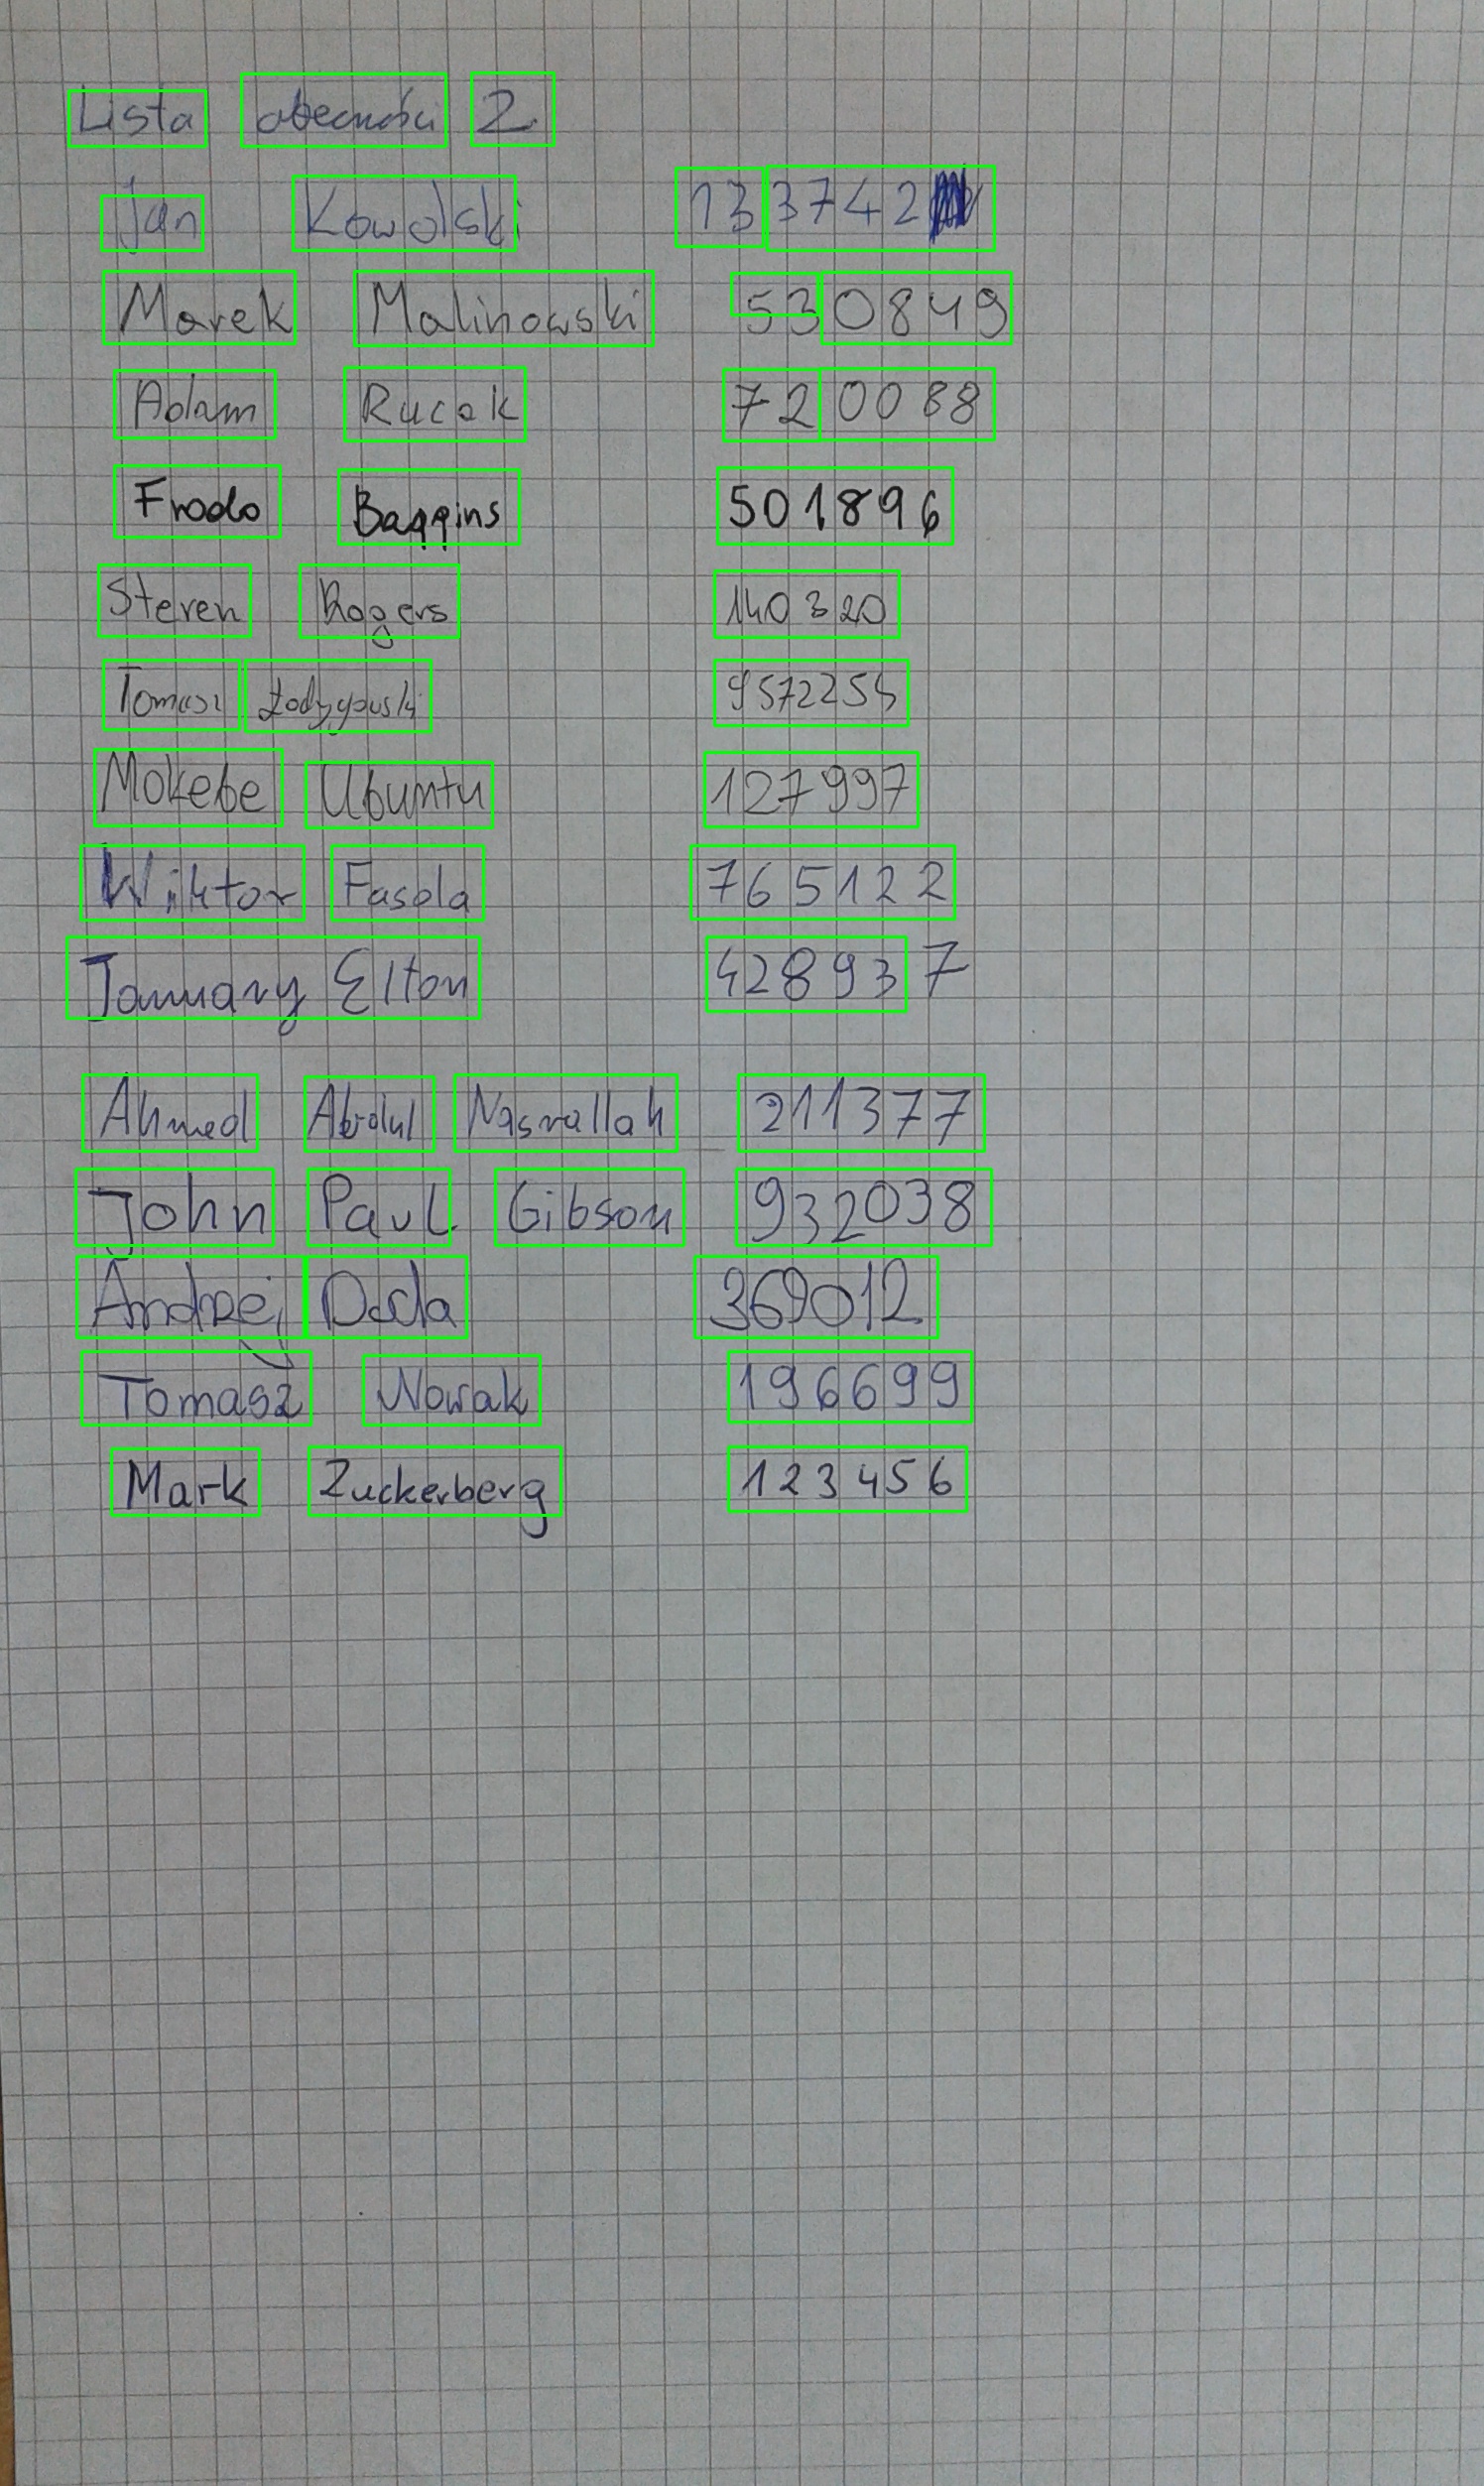 Lista obecności 2
Jan Kowalski 133742
Marek Malinowski 530849
Adam Rucak 720088
Frodo Baggins 501896
Steven Rogers 140320
Tomasz 9572255
Mokebe Ubuntu 127997
Wiktor Fasola 765122
January Elton 428937
Ahmed Abdul Nasrallah 211377
John Paul Gibson 932038
Andrzej Duda 369012
Tomasz Nowak 196699
Mark Zuckerberg 123456